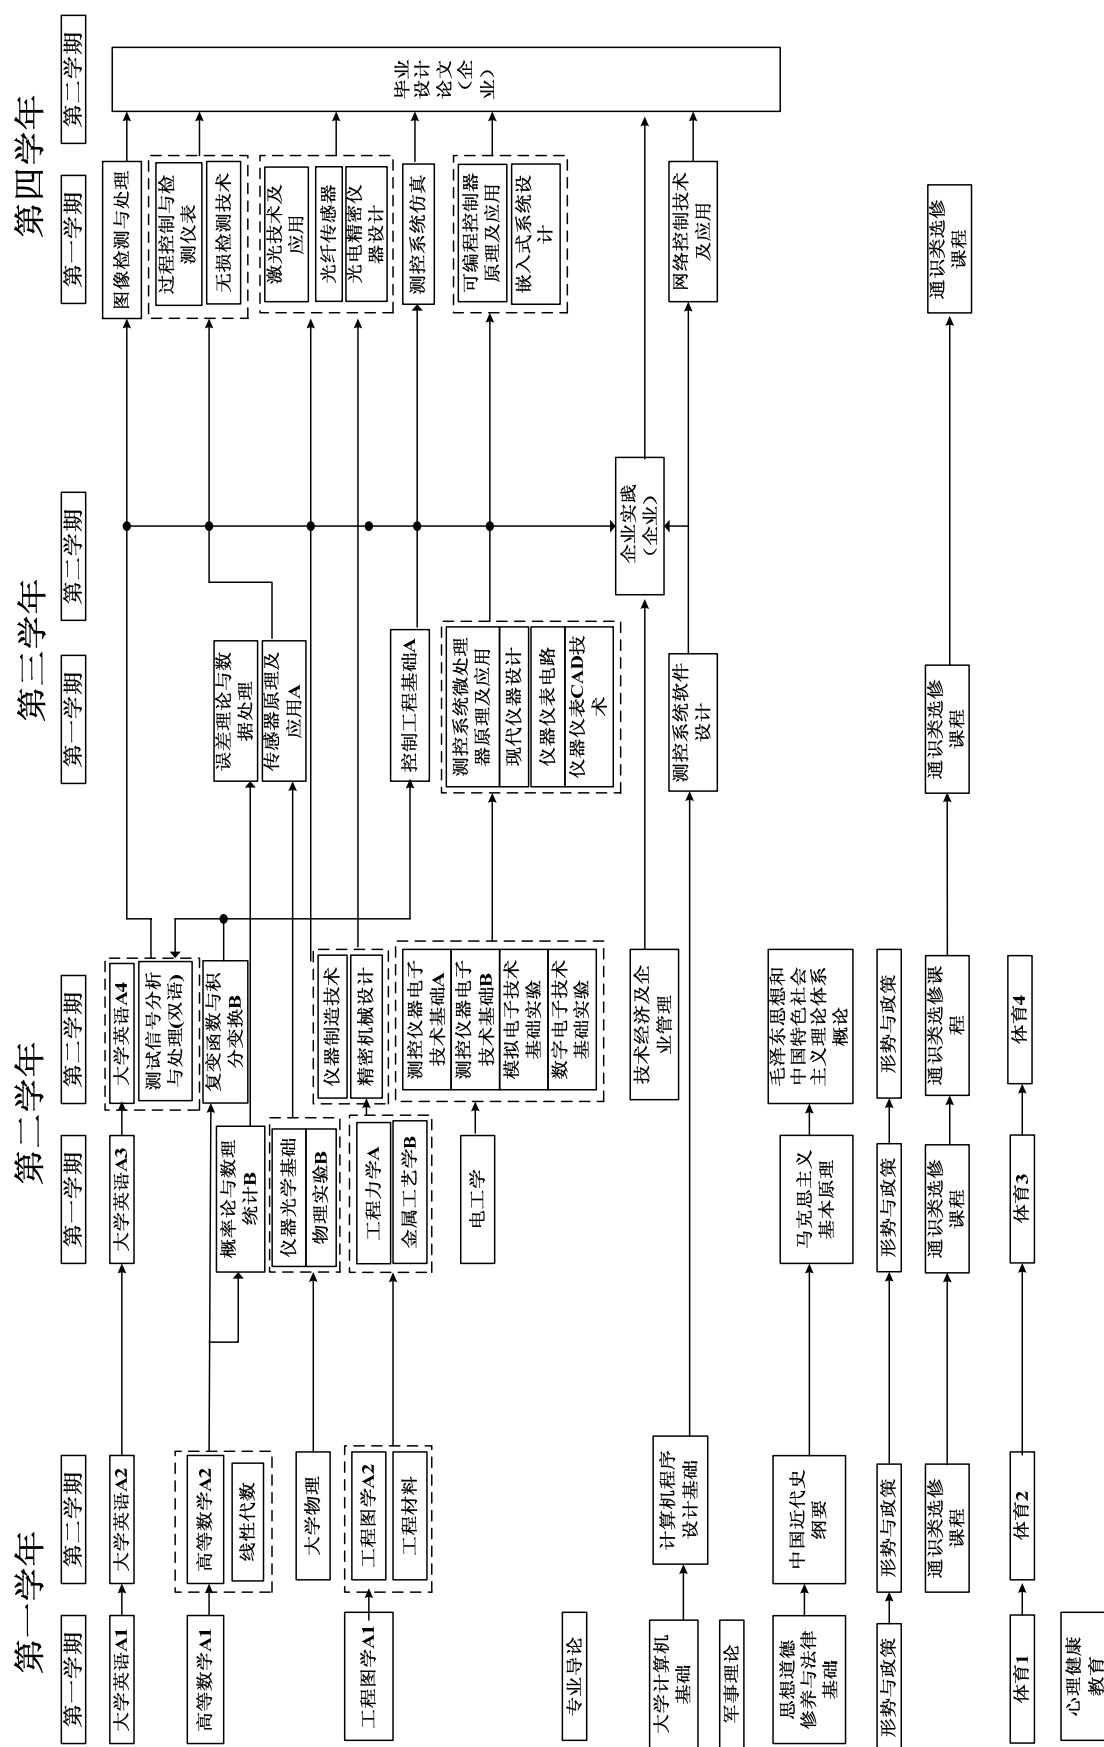 第一学年
第二学年
第三学年
第四学年
第一学期
第二学期
第一学期
第二学期
第一学期
第二学期
第一学期
第二学期
大学英语A1
大学英语A2
大学英语A3
大学英语A4
测试信号分析
与处理(双语)
图像检测与处理
毕业
设计
论文
（企
业）
高等数学A1
高等数学A2
线性代数
复变函数与积
分变换B
概率论与数理
统计B
误差理论与数
据处理
传感器原理及
应用A
过程控制与检
测仪表
无损检测技术
大学物理
仪器光学基础
物理实验B
激光技术及
应用
光纤传感器
光电精密仪
器设计
工程图学A1
工程图学A2
工程材料
工程力学A
金属工艺学B
仪器制造技术
精密机械设计
控制工程基础A
测控系统仿真
电工学
测控仪器电子
技术基础A
测控仪器电子
技术基础B
模拟电子技术
基础实验
数字电子技术
基础实验
测控系统微处理
器原理及应用
现代仪器设计
仪器仪表电路
仪器仪表CAD技
术
可编程控制器
原理及应用
嵌入式系统设
计
专业导论
技术经济及企
业管理
企业实践
（企业）
大学计算机
基础
计算机程序
设计基础
测控系统软件
设计
网络控制技术
及应用
军事理论
思想道德
修养与法律
基础
中国近代史
纲要
马克思主义
基本原理
毛泽东思想和
中国特色社会
主义理论体系
概论
形势与政策
形势与政策
形势与政策
形势与政策
通识类选修
课程
通识类选修
课程
通识类选修课
程
通识类选修
课程
通识类选修
课程
体育1
体育2
体育3
体育4
心理健康
教育